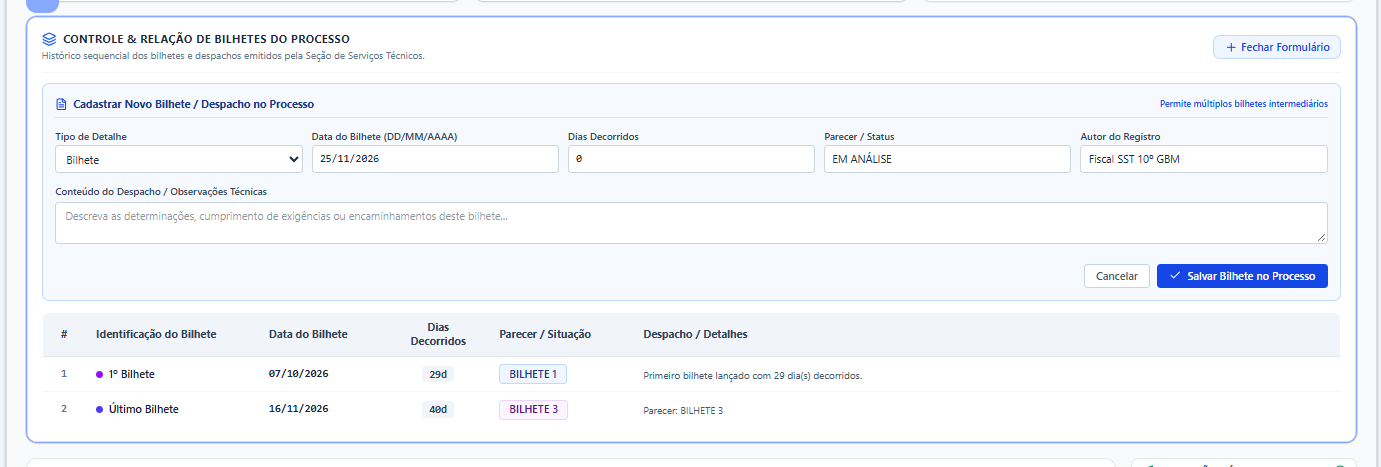 CONTROLE & RELAÇÃO DE BILHETES DO PROCESSO
Histórico sequencial dos bilhetes e despachos emitidos pela Seção de Serviços Técnicos.
+ Fechar Formulário
Cadastrar Novo Bilhete / Despacho no Processo
Permite múltiplos bilhetes intermediários
Tipo de Detalhe
Data do Bilhete (DD/MM/AAAA)
Dias Decorridos
Parecer / Status
Autor do Registro
Bilhete
25/11/2026
0
EM ANÁLISE
Fiscal SST 10º GBM
Conteúdo do Despacho / Observações Técnicas
Descreva as determinações, cumprimento de exigências ou encaminhamentos deste bilhete...
Cancelar
Salvar Bilhete no Processo
# Identificação do Bilhete Data do Bilhete Dias Decorridos Parecer / Situação Despacho / Detalhes
1 1º Bilhete 07/10/2026 29d BILHETE 1 Primeiro bilhete lançado com 29 dia(s) decorridos.
2 Último Bilhete 16/11/2026 40d BILHETE 3 Parecer: BILHETE 3